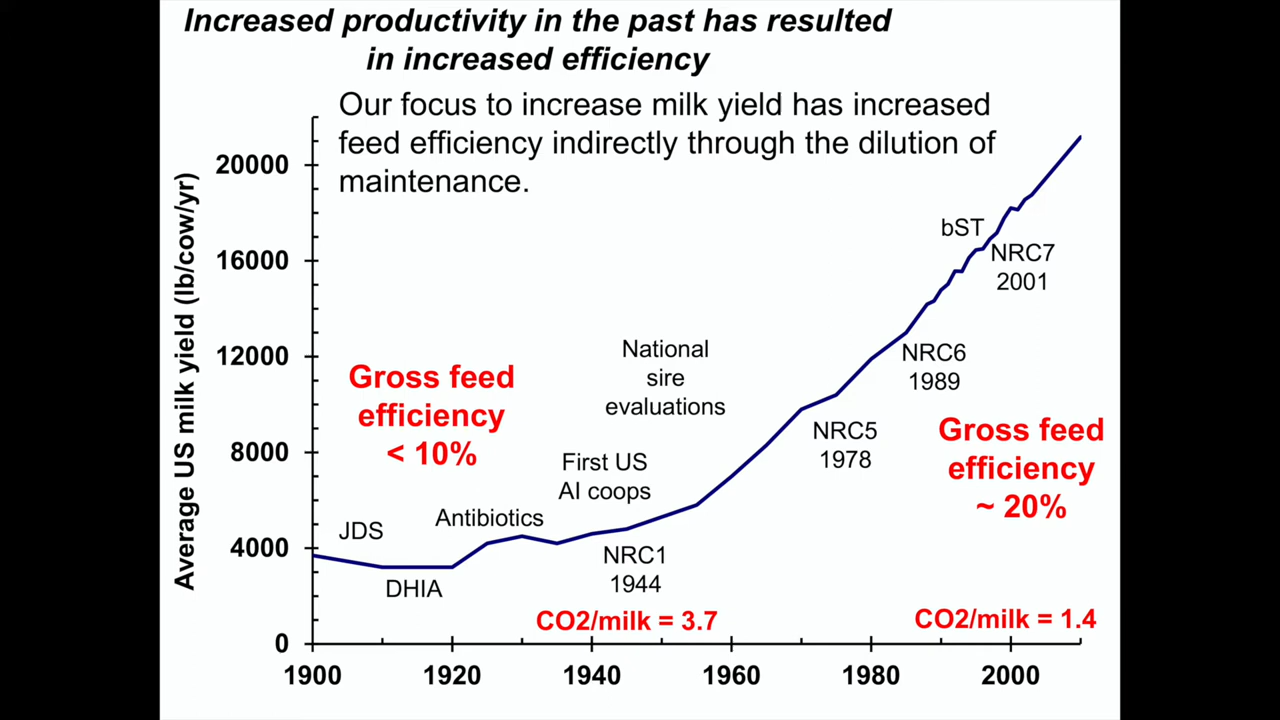 Increased productivity in the past has resulted
in increased efficiency
Our focus to increase milk yield has increased
feed efficiency indirectly through the dilution of
maintenance.
Average US milk yield (lb/cow/yr)
20000
16000
12000
8000
4000
0
bST
NRC7
2001
National
sire
evaluations
NRC6
1989
Gross feed
efficiency
< 10%
NRC5
1978
Gross feed
efficiency
~ 20%
First US
AI coops
JDS
Antibiotics
DHIA
NRC1
1944
CO2/milk = 3.7
CO2/milk = 1.4
1900
1920
1940
1960
1980
2000